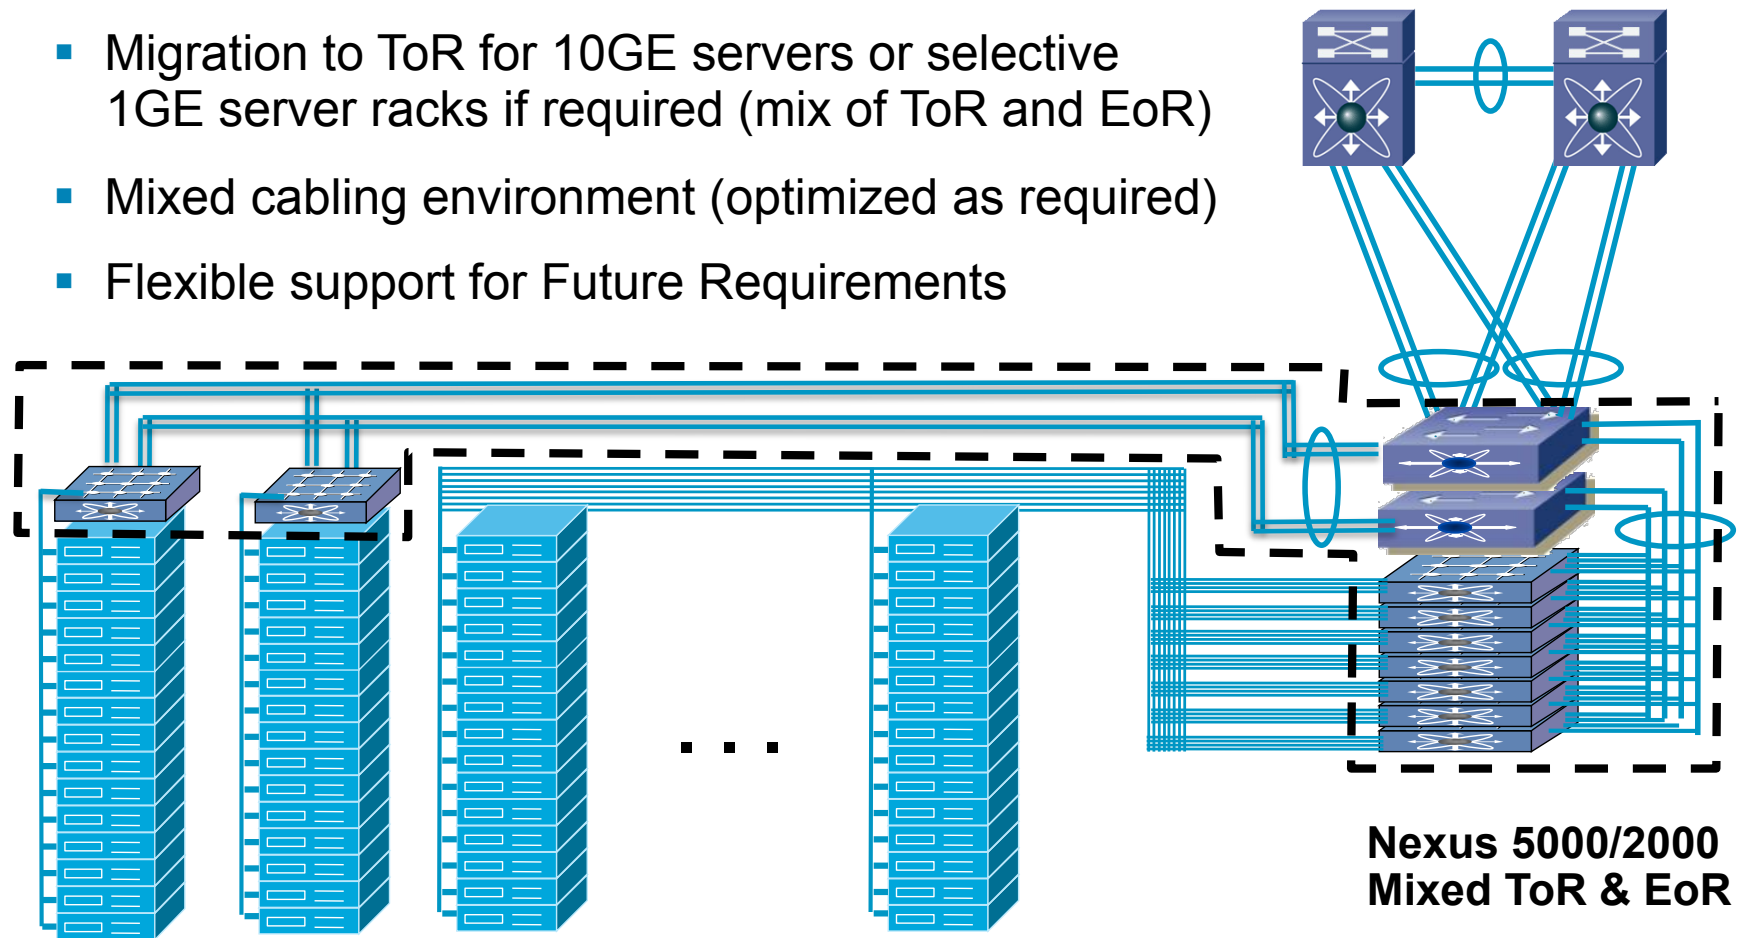 ▪ Migration to ToR for 10GE servers or selective
1GE server racks if required (mix of ToR and EoR)
▪ Mixed cabling environment (optimized as required)
▪ Flexible support for Future Requirements
. . .
Nexus 5000/2000
Mixed ToR & EoR